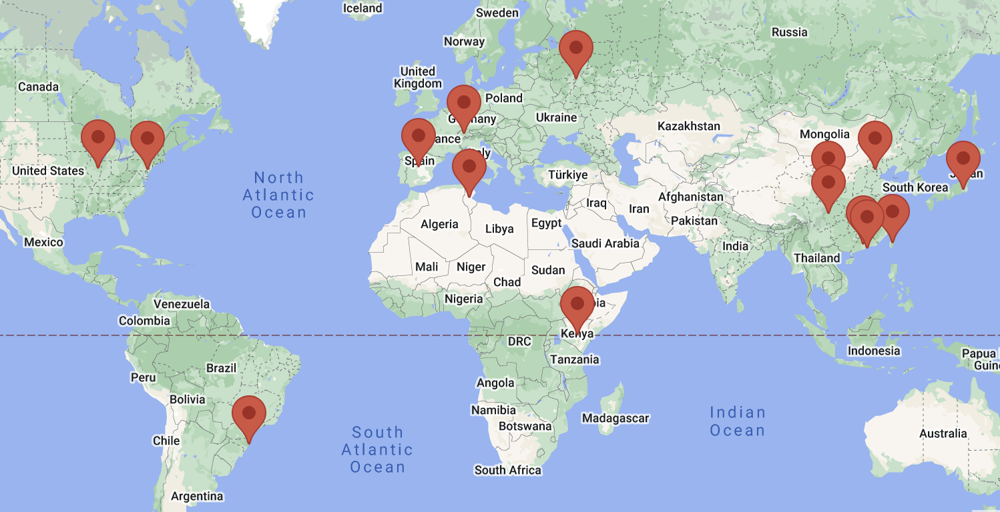 Iceland
Sweden
Norway
Russia
United
Kingdom
Canada
Poland
Ukraine
Kazakhstan
Mongolia
United States
Spain
Türkiye
South Korea
North
Atlantic
Ocean
Afghanistan
Iraq
Iran
Pakistan
Algeria
Libya
Egypt
Saudi Arabia
Mexico
India
Thailand
Mali
Niger
Sudan
Chad
Nigeria
Venezuela
Colombia
Kenya
DRC
Indonesia
Papua
Tanzania
Brazil
Peru
Angola
Bolivia
Namibia
Botswana
Madagascar
Indian
Ocean
South
Atlantic
Ocean
Chile
Australia
South Africa
Argentina